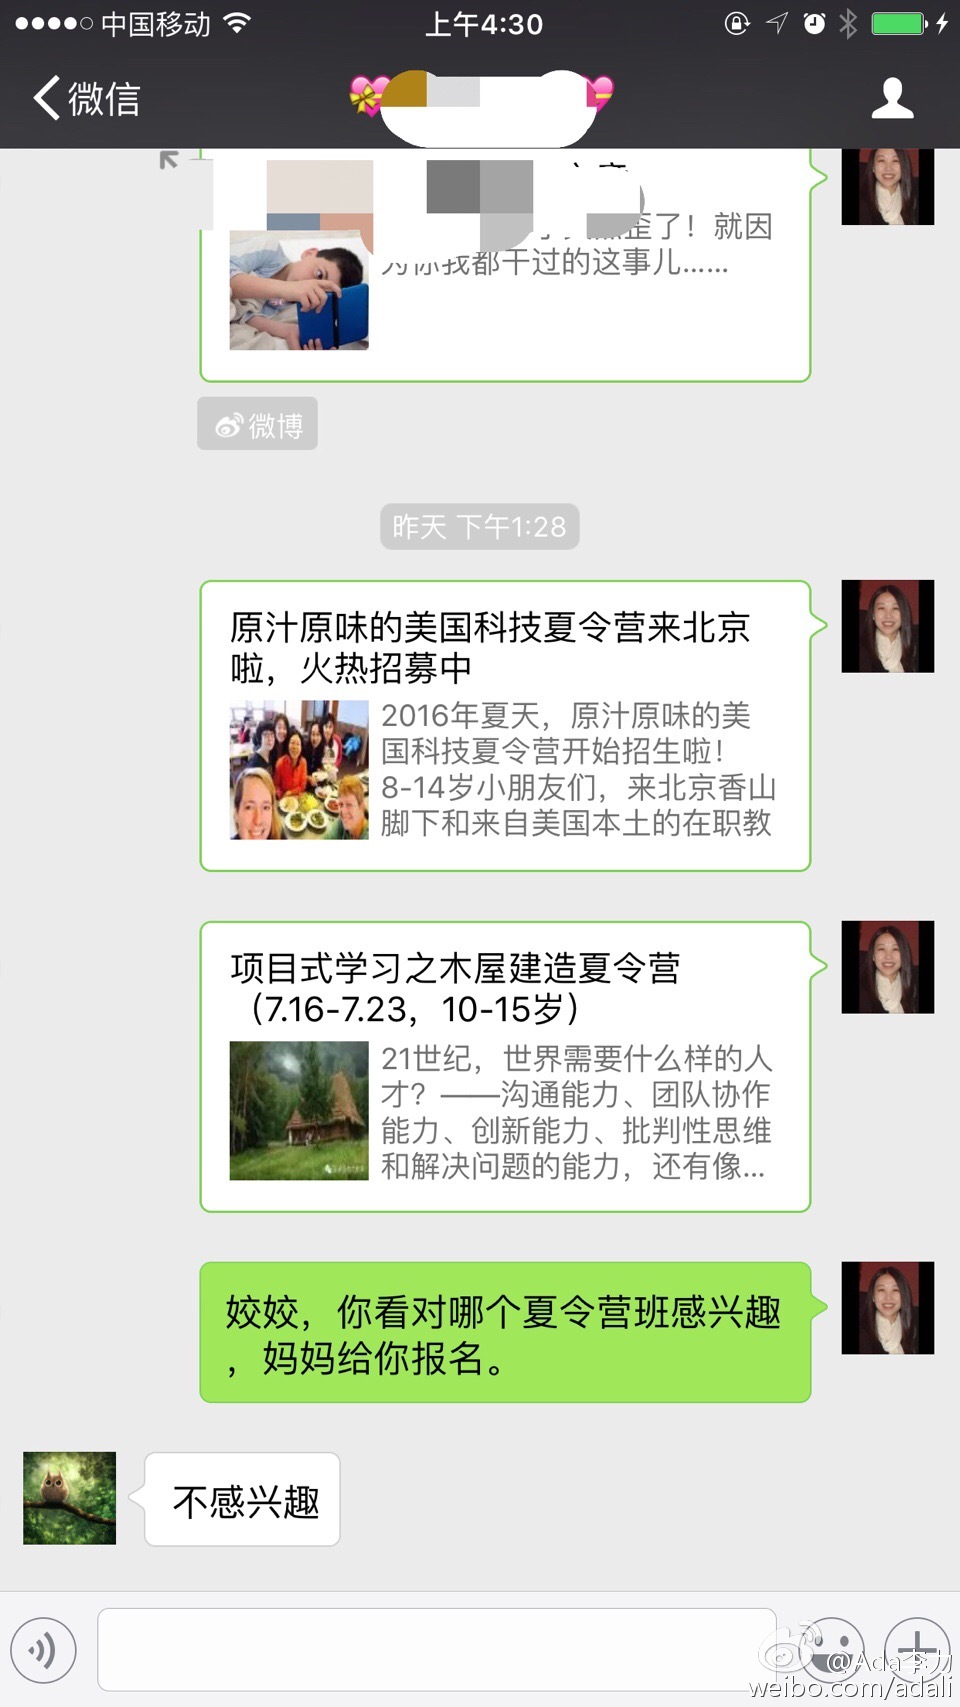 中国移动
上午4:30
微信
歪了！就因
为你我都干过的这事儿……
微博
昨天 下午1:28
原汁原味的美国科技夏令营来北京
啦，火热招募中
2016年夏天，原汁原味的美
国科技夏令营开始招生啦！
8-14岁小朋友们，来北京香山
脚下和来自美国本土的在职教
项目式学习之木屋建造夏令营
（7.16-7.23，10-15岁）
21世纪，世界需要什么样的人
才？——沟通能力、团队协作
能力、创新能力、批判性思维
和解决问题的能力，还有像...
姣姣，你看对哪个夏令营班感兴趣
，妈妈给你报名。
不感兴趣
@Ada李力
weibo.com/adali